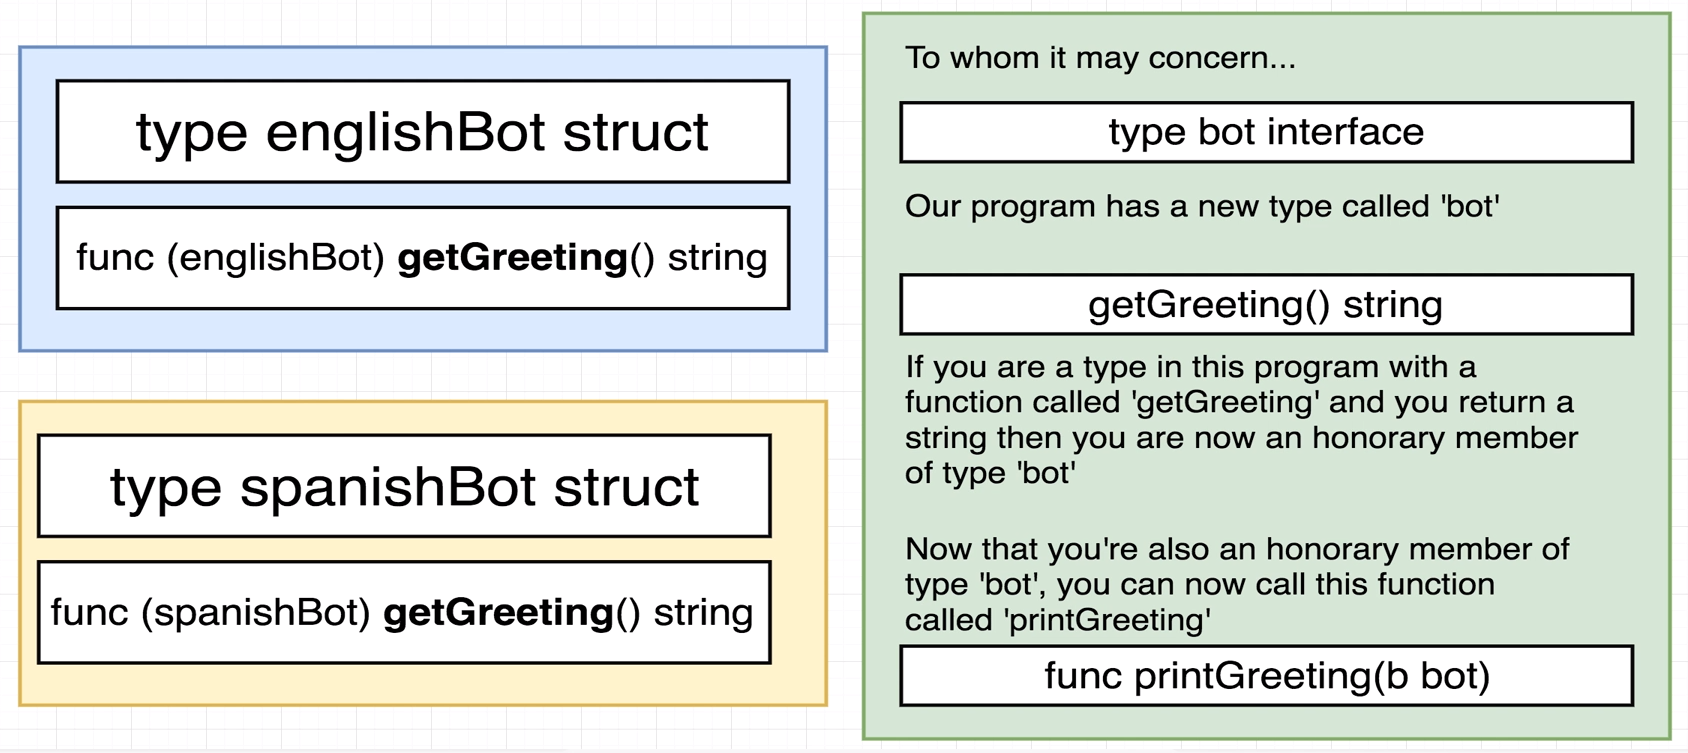 type englishBot struct
func (englishBot) getGreeting() string
type spanishBot struct
func (spanishBot) getGreeting() string
To whom it may concern...
type bot interface
Our program has a new type called 'bot'
getGreeting() string
If you are a type in this program with a
function called 'getGreeting' and you return a
string then you are now an honorary member
of type 'bot'
Now that you're also an honorary member of
type 'bot', you can now call this function
called 'printGreeting'
func printGreeting(b bot)